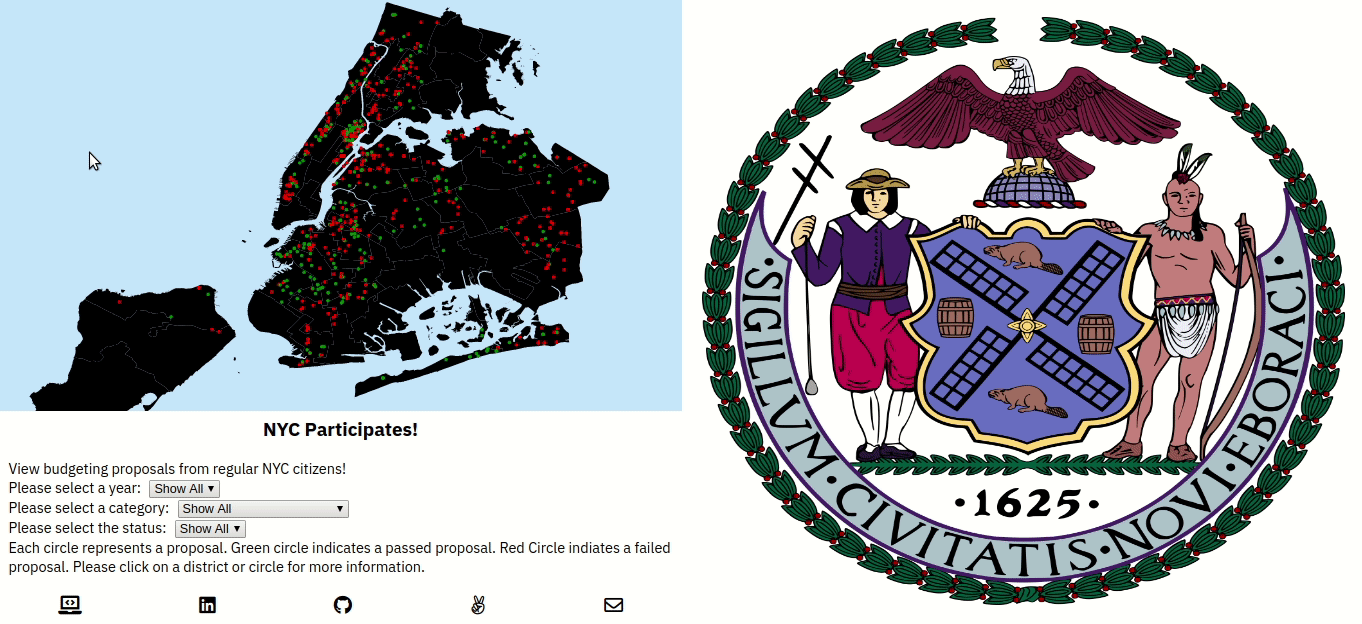 NYC Participates!
View budgeting proposals from regular NYC citizens!
Please select a year: Show All
Please select a category: Show All
Please select the status: Show All
Each circle represents a proposal. Green circle indicates a passed proposal. Red Circle indiates a failed
proposal. Please click on a district or circle for more information.
·SIGILLVM·CIVITATIS·NOVI·EBORACI·
·1625·